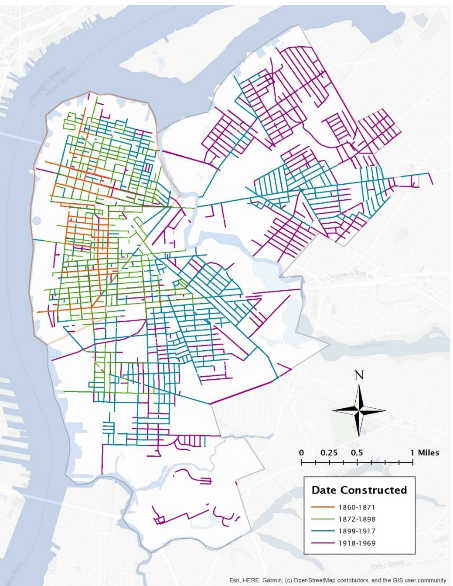 N
0 0.25 0.5 1 Miles
Date Constructed
1860-1871
1872-1898
1899-1917
1918-1969
Esri, HERE, Garmin, (c) OpenStreetMap contributors, and the GIS user community